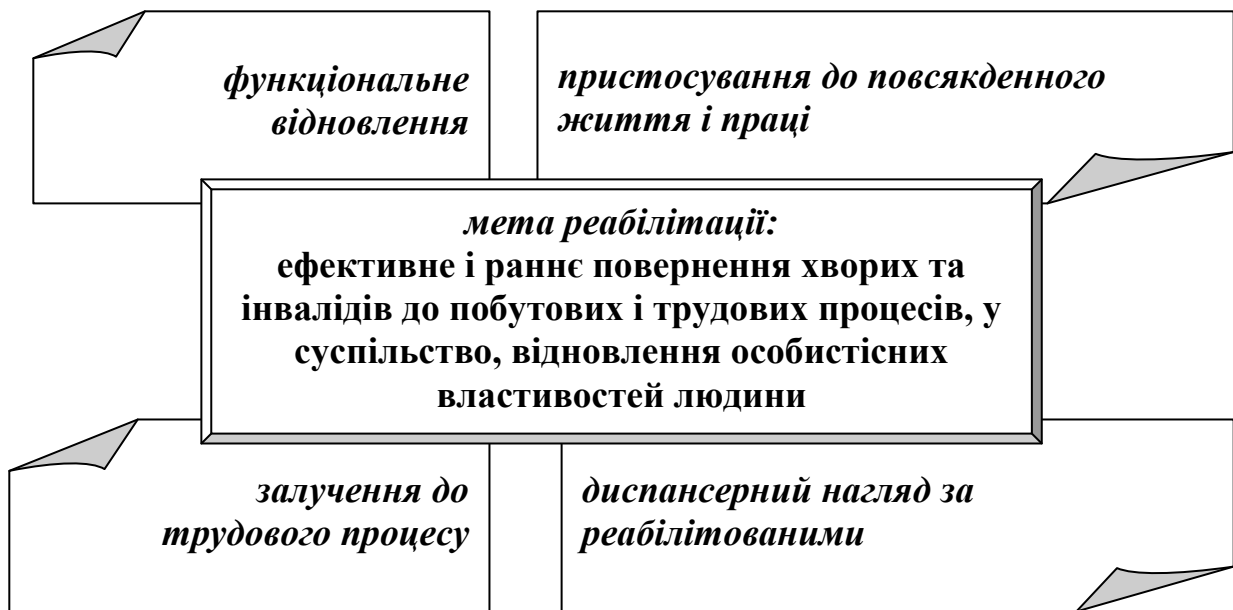 функціональне
відновлення
пристосування до повсякденного
життя і праці
мета реабілітації:
ефективне і раннє повернення хворих та
інвалідів до побутових і трудових процесів, у
суспільство, відновлення особистісних
властивостей людини
залучення до
трудового процесу
диспансерний нагляд за
реабілітованими